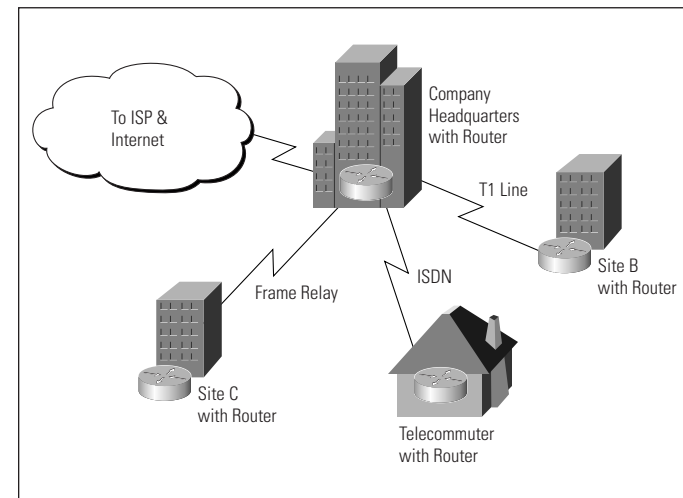 To ISP &
Internet
Company
Headquarters
with Router
T1 Line
Site B
with Router
ISDN
Frame Relay
Site C
with Router
Telecommuter
with Router